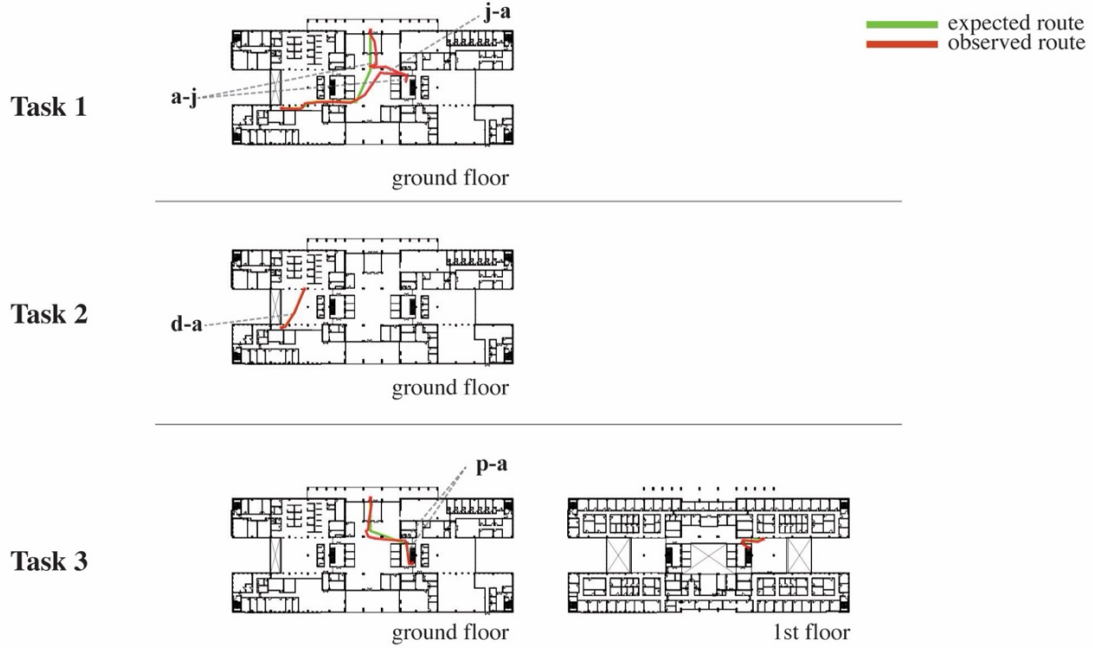 j-a
expected route
observed route
Task 1
a-j
ground floor
Task 2
d-a
ground floor
p-a
Task 3
ground floor
1st floor